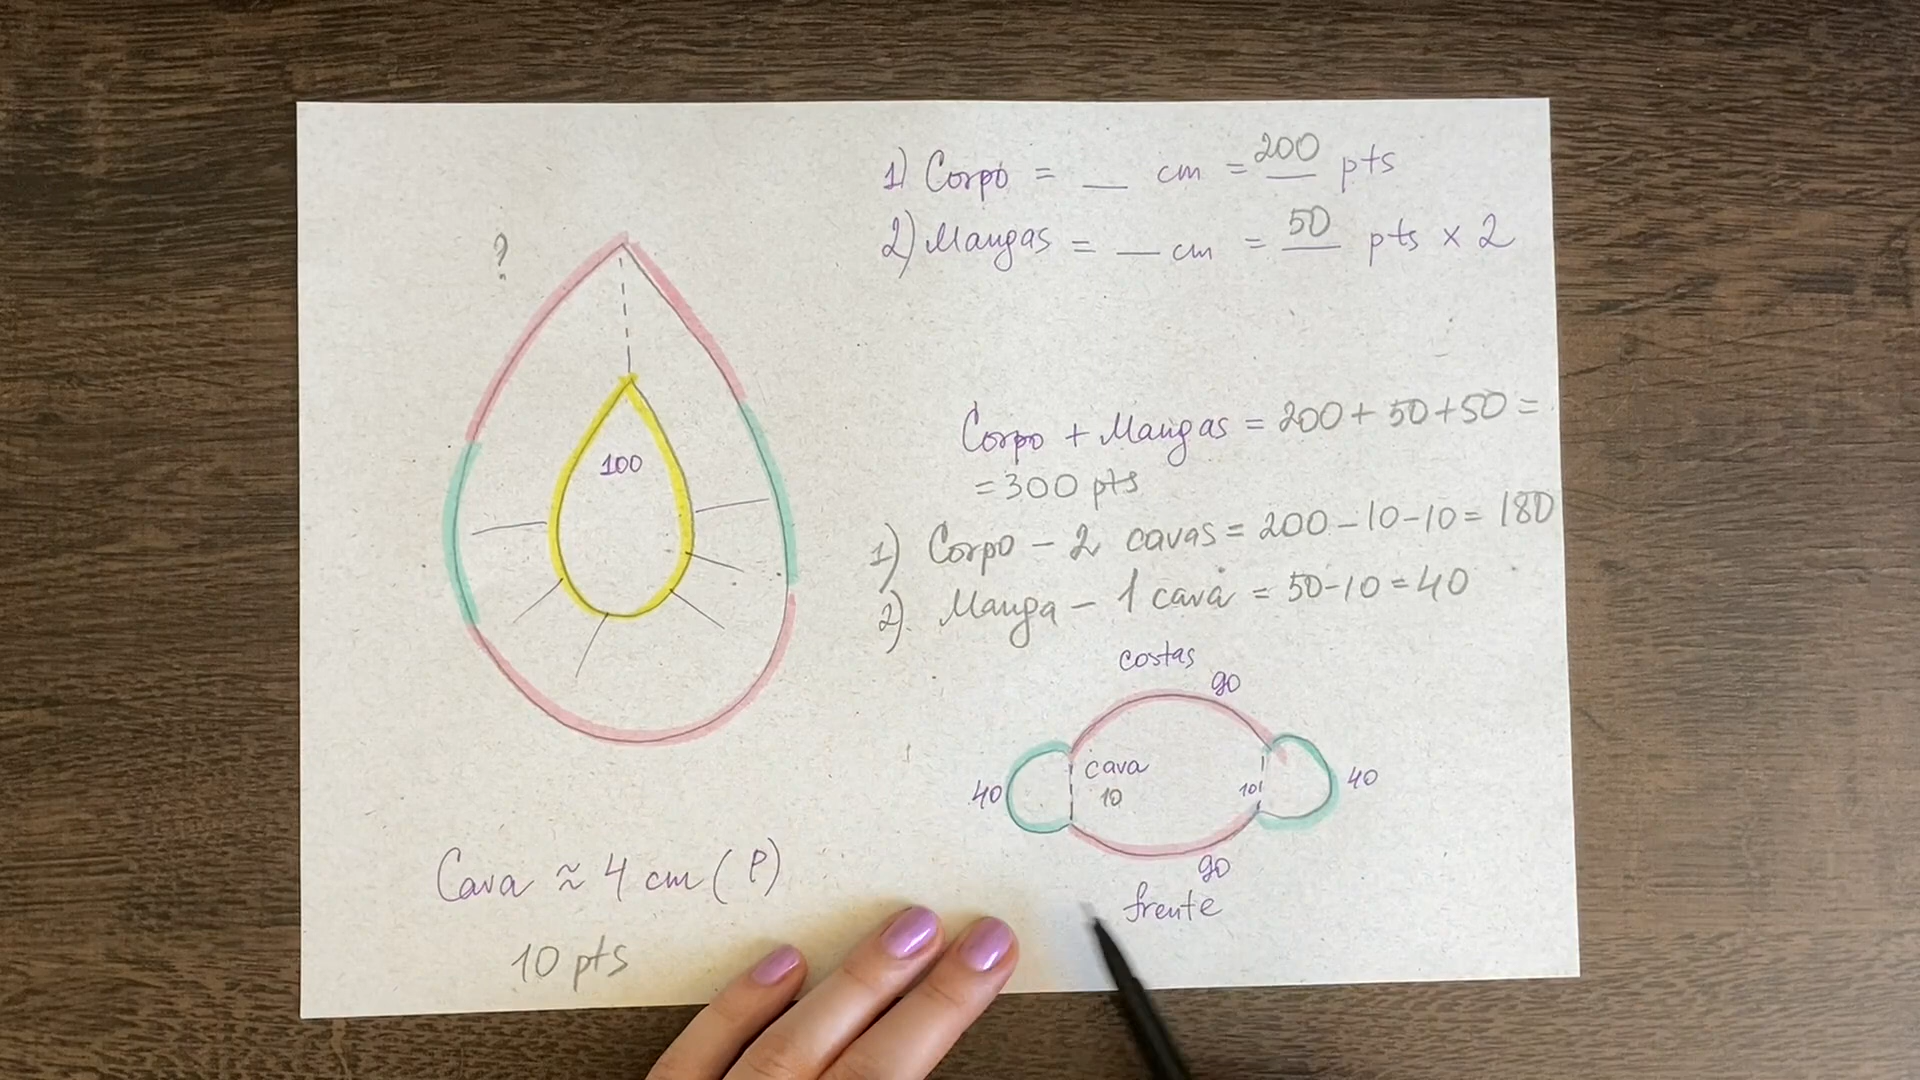 1) Corpo = __ cm = 200 pts
2) Mangas = __ cm = 50 pts x 2
?
100
Corpo + Mangas = 200 + 50 + 50 =
= 300 pts
1) Corpo – 2 cavas = 200 – 10 – 10 = 180
2) Manga – 1 cava = 50 – 10 = 40
costas
90
cava
40
10
10
40
90
frente
Cava ≈ 4 cm (P)
10 pts